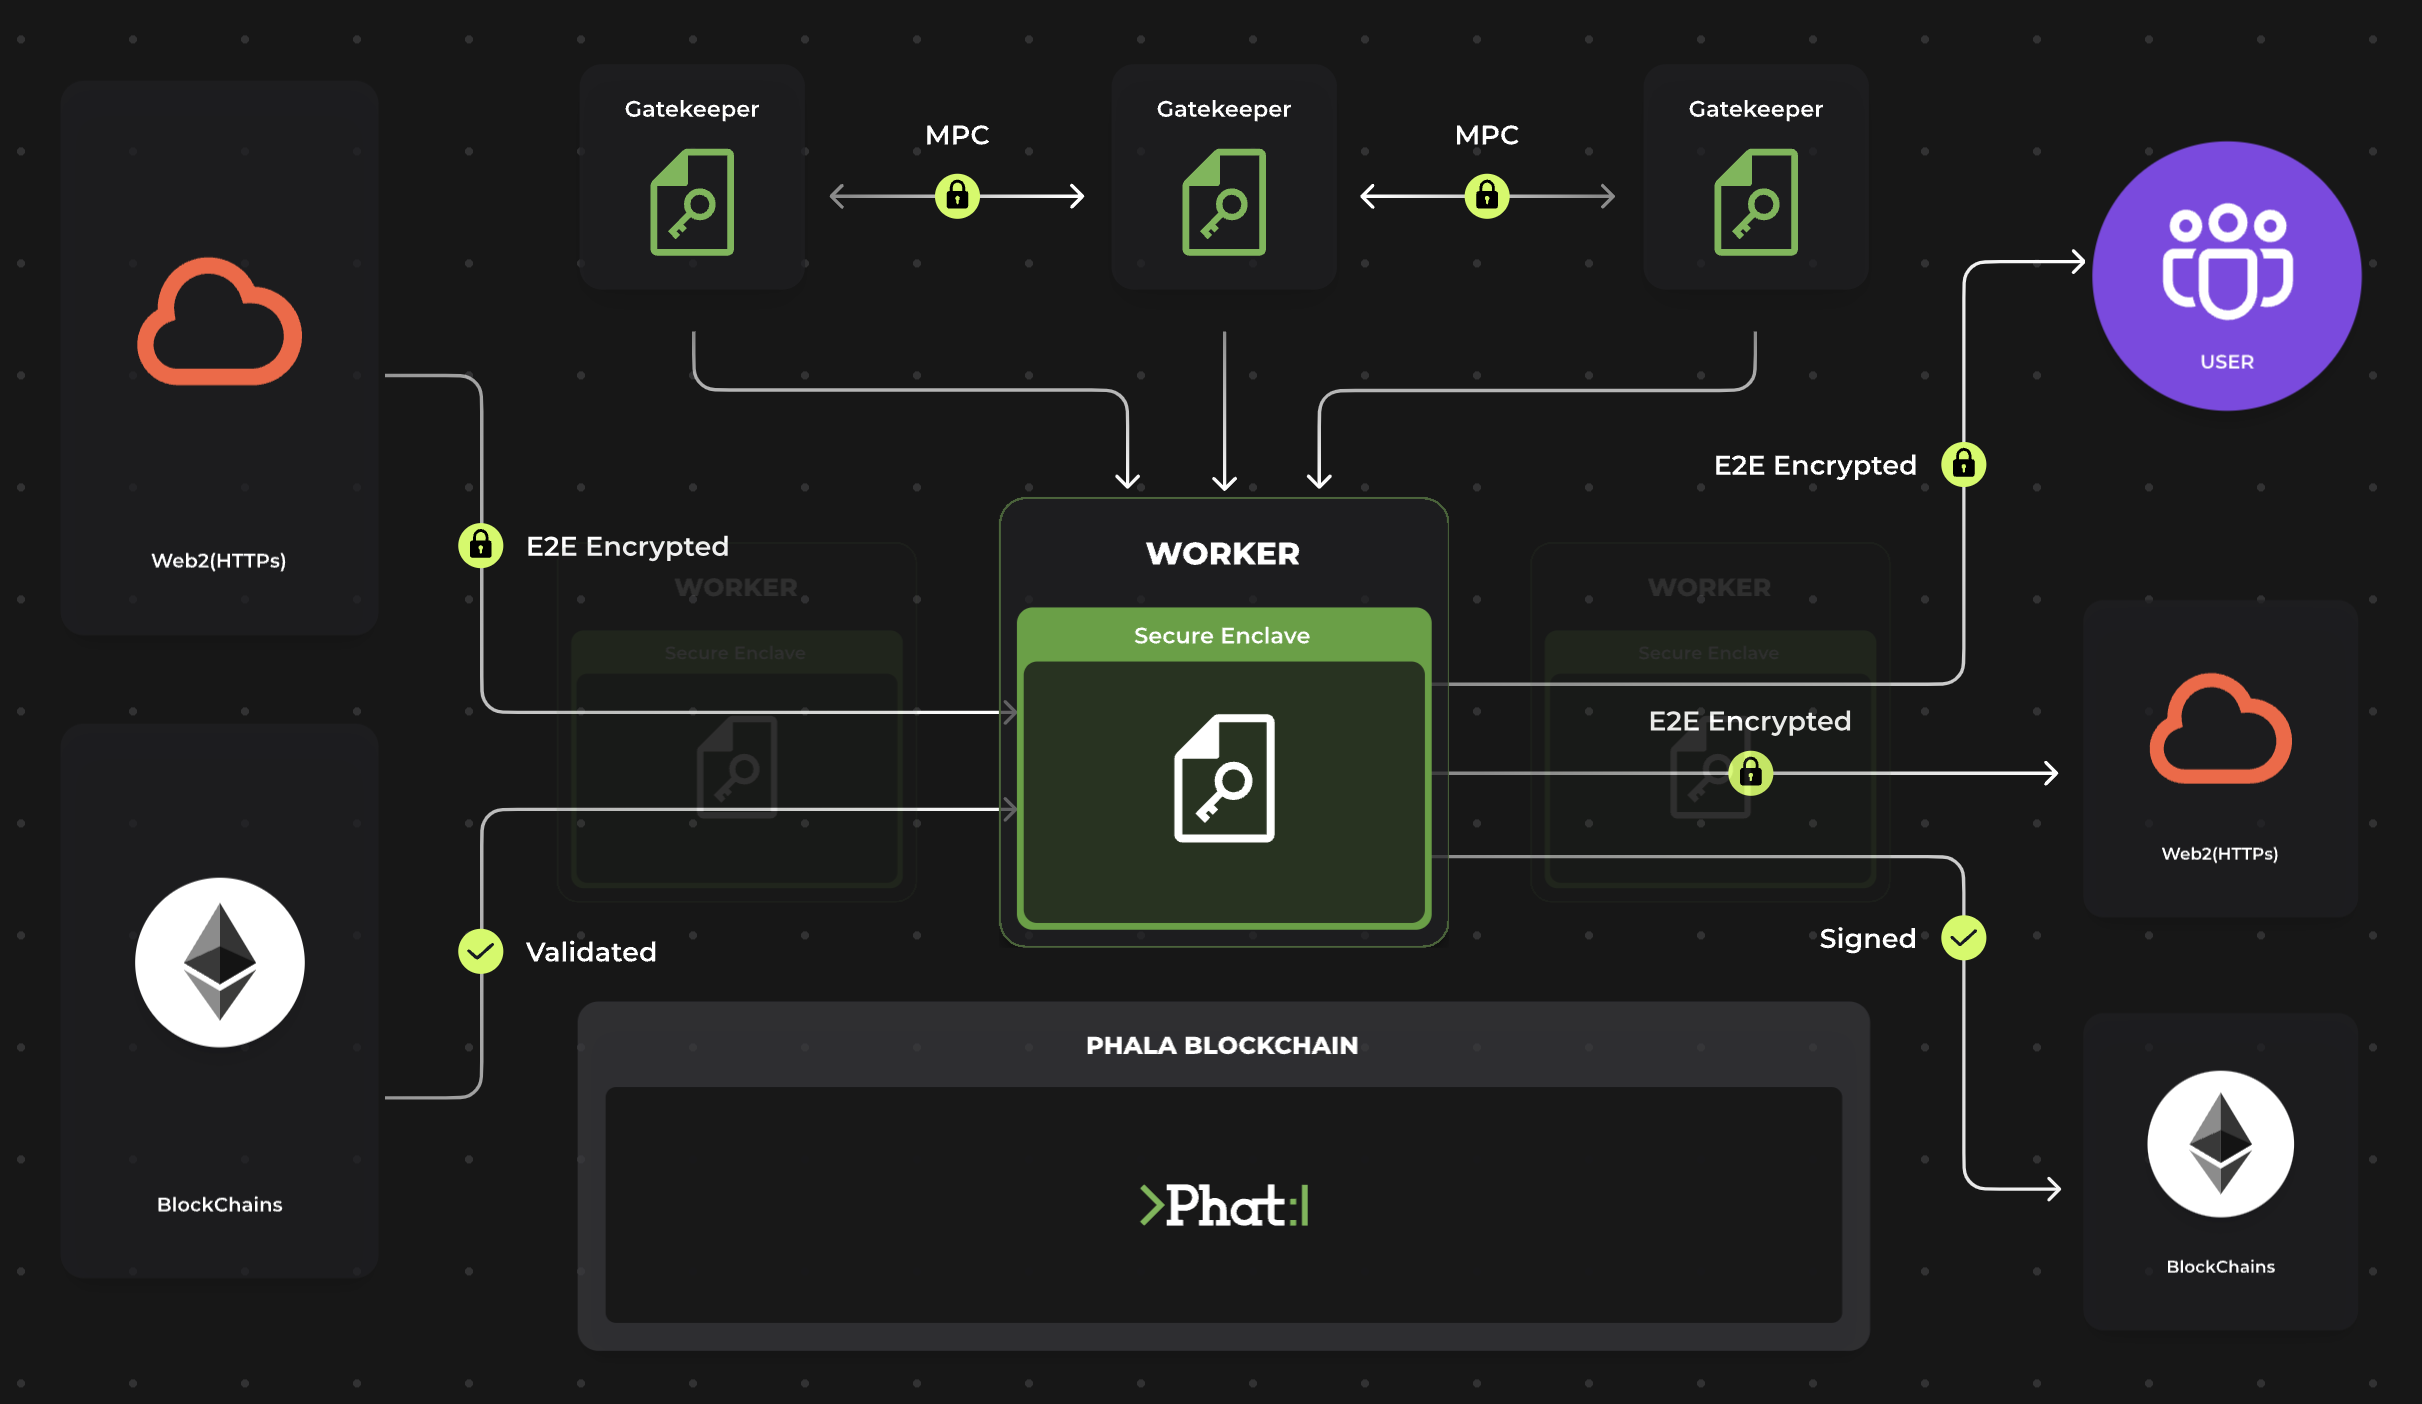 Gatekeeper
MPC
Gatekeeper
MPC
Gatekeeper
USER
E2E Encrypted
Web2(HTTPs)
E2E Encrypted
WORKER
Secure Enclave
WORKER
Secure Enclave
WORKER
Secure Enclave
E2E Encrypted
Web2(HTTPs)
Validated
Signed
PHALA BLOCKCHAIN
>Phat:|
BlockChains
BlockChains